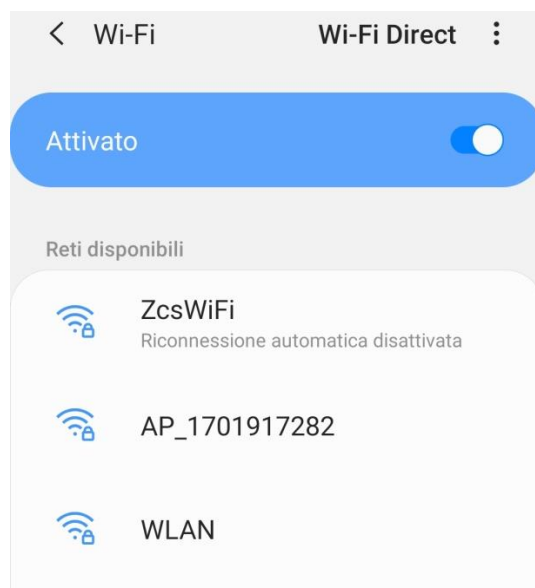 Wi-Fi Wi-Fi Direct
Attivato
Reti disponibili
ZcsWiFi
Riconnessione automatica disattivata
AP_1701917282
WLAN